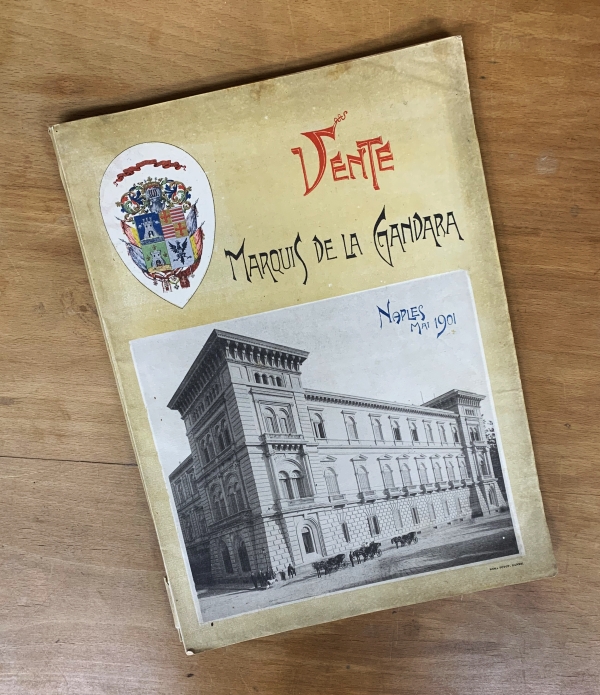 Vente
Marquis de la Gandara
Naples
Mai 1901